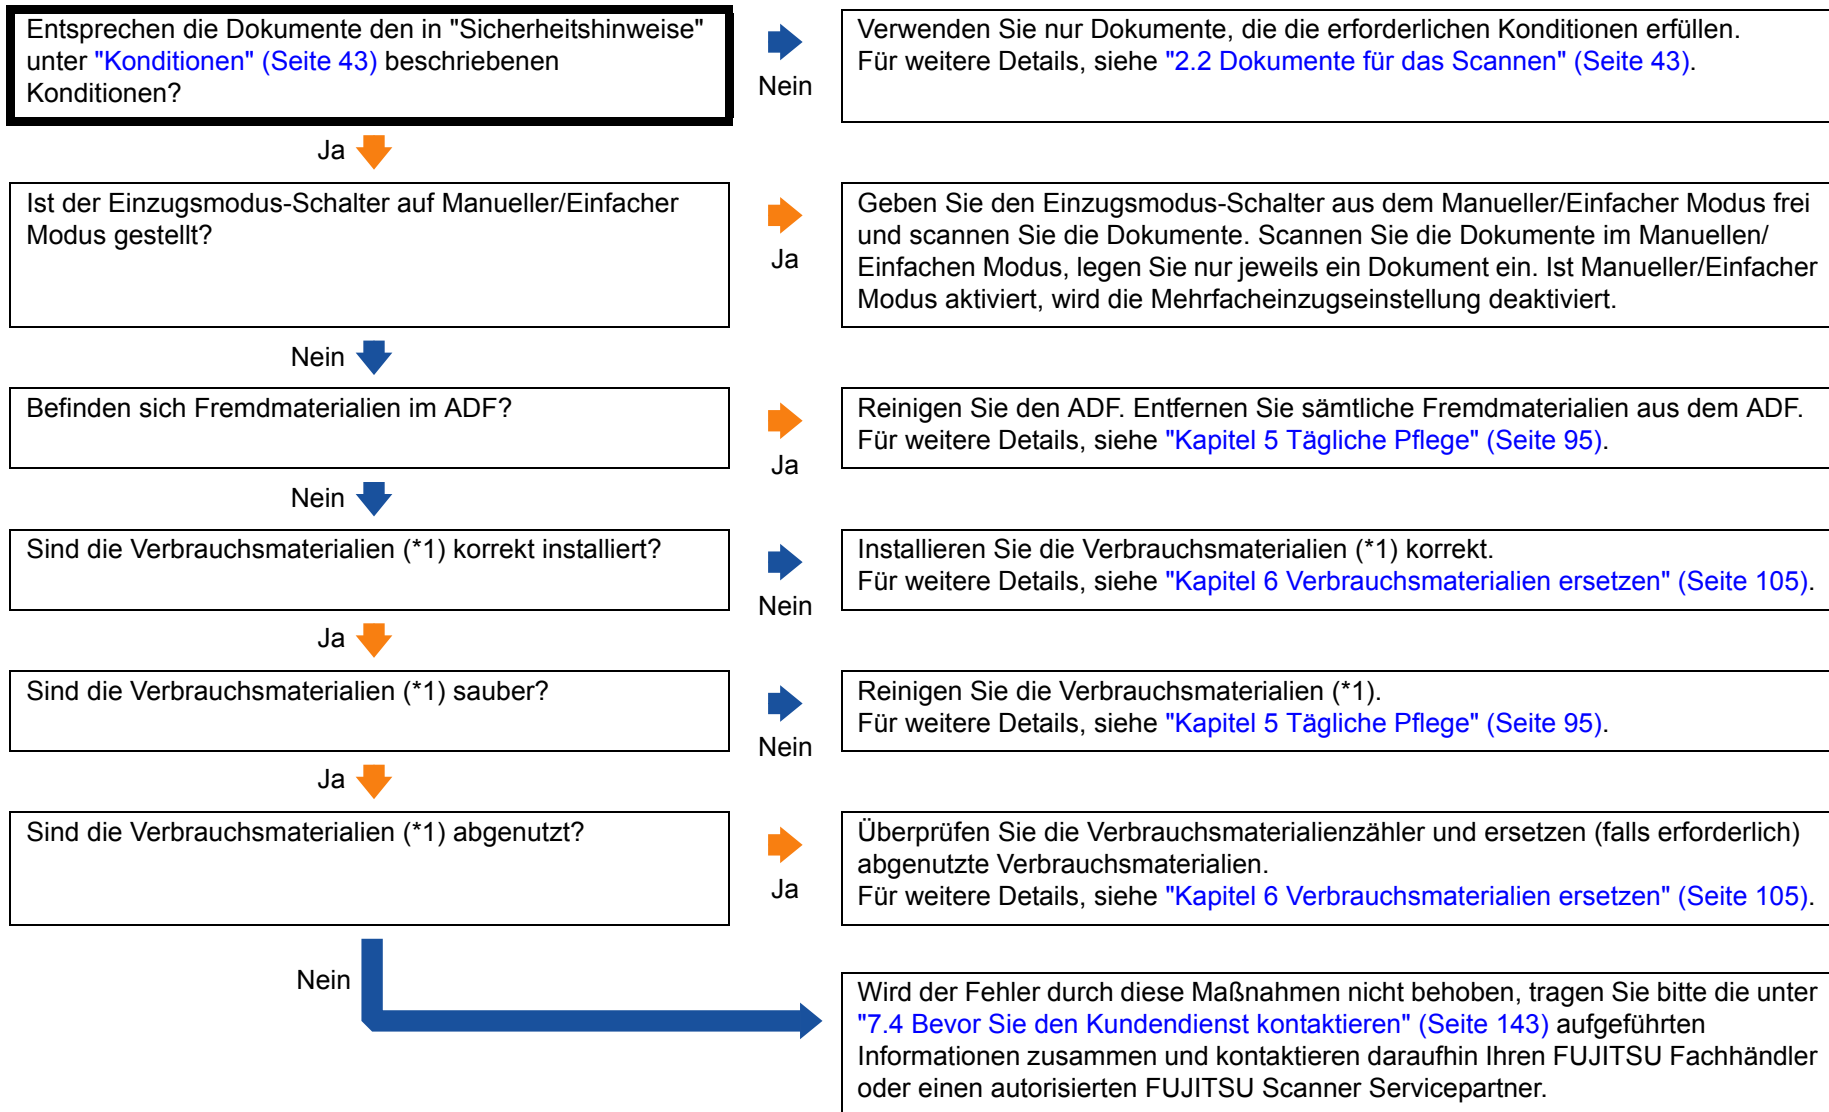 Entsprechen die Dokumente den in "Sicherheitshinweise"
unter "Konditionen" (Seite 43) beschriebenen
Konditionen?
Nein
Verwenden Sie nur Dokumente, die die erforderlichen Konditionen erfüllen.
Für weitere Details, siehe "2.2 Dokumente für das Scannen" (Seite 43).
Ja
Ist der Einzugsmodus-Schalter auf Manueller/Einfacher
Modus gestellt?
Ja
Geben Sie den Einzugsmodus-Schalter aus dem Manueller/Einfacher Modus frei
und scannen Sie die Dokumente. Scannen Sie die Dokumente im Manuellen/
Einfachen Modus, legen Sie nur jeweils ein Dokument ein. Ist Manueller/Einfacher
Modus aktiviert, wird die Mehrfacheinzugseinstellung deaktiviert.
Nein
Befinden sich Fremdmaterialien im ADF?
Ja
Reinigen Sie den ADF. Entfernen Sie sämtliche Fremdmaterialien aus dem ADF.
Für weitere Details, siehe "Kapitel 5 Tägliche Pflege" (Seite 95).
Nein
Sind die Verbrauchsmaterialien (*1) korrekt installiert?
Nein
Installieren Sie die Verbrauchsmaterialien (*1) korrekt.
Für weitere Details, siehe "Kapitel 6 Verbrauchsmaterialien ersetzen" (Seite 105).
Ja
Sind die Verbrauchsmaterialien (*1) sauber?
Nein
Reinigen Sie die Verbrauchsmaterialien (*1).
Für weitere Details, siehe "Kapitel 5 Tägliche Pflege" (Seite 95).
Ja
Sind die Verbrauchsmaterialien (*1) abgenutzt?
Ja
Überprüfen Sie die Verbrauchsmaterialienzähler und ersetzen (falls erforderlich)
abgenutzte Verbrauchsmaterialien.
Für weitere Details, siehe "Kapitel 6 Verbrauchsmaterialien ersetzen" (Seite 105).
Nein
Wird der Fehler durch diese Maßnahmen nicht behoben, tragen Sie bitte die unter
"7.4 Bevor Sie den Kundendienst kontaktieren" (Seite 143) aufgeführten
Informationen zusammen und kontaktieren daraufhin Ihren FUJITSU Fachhändler
oder einen autorisierten FUJITSU Scanner Servicepartner.